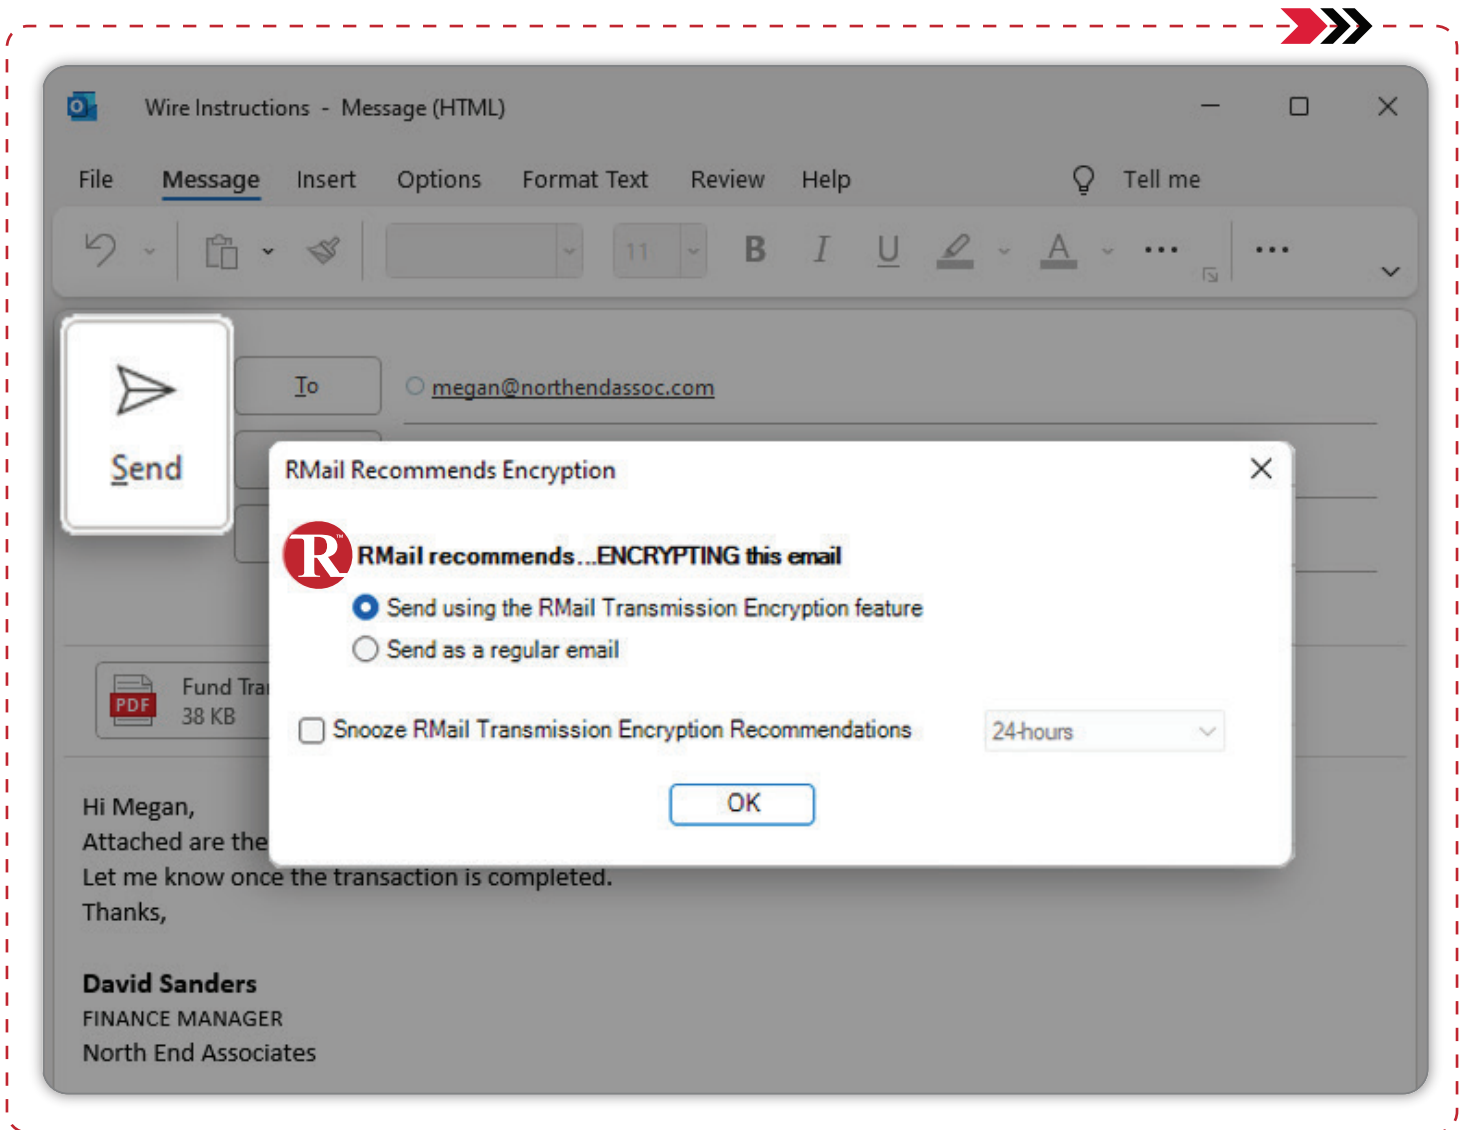 Wire Instructions - Message (HTML)
File Message Insert Options Format Text Review Help Tell me
11 B I U A
Send
To megan@northendassoc.com
RMail Recommends Encryption
R™ RMail recommends...ENCRYPTING this email
Send using the RMail Transmission Encryption feature
Send as a regular email
PDF Fund Tra
38 KB
Snooze RMail Transmission Encryption Recommendations 24-hours
OK
Hi Megan,
Attached are the
Let me know once the transaction is completed.
Thanks,
David Sanders
FINANCE MANAGER
North End Associates